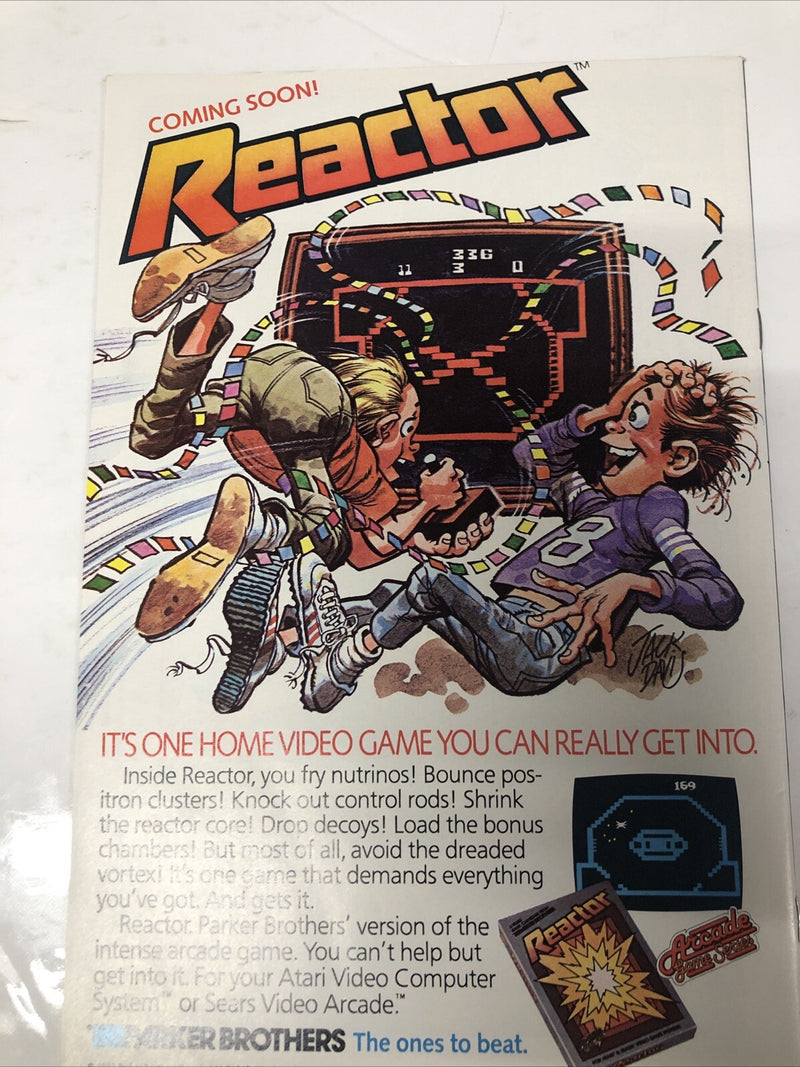 COMING SOON!
Reactor™
336
11 3 0
8
JACK
DAVIS
IT'S ONE HOME VIDEO GAME YOU CAN REALLY GET INTO.
Inside Reactor, you fry nutrinos! Bounce pos-
itron clusters! Knock out control rods! Shrink
the reactor core! Drop decoys! Load the bonus
chambers! But most of all, avoid the dreaded
vortex! It's one game that demands everything
you've got. And gets it.
Reactor. Parker Brothers' version of the
intense arcade game. You can't help but
get into it. For your Atari Video Computer
System™ or Sears Video Arcade.™
PARKER BROTHERS The ones to beat.
169
Reactor
Arcade
Game Series